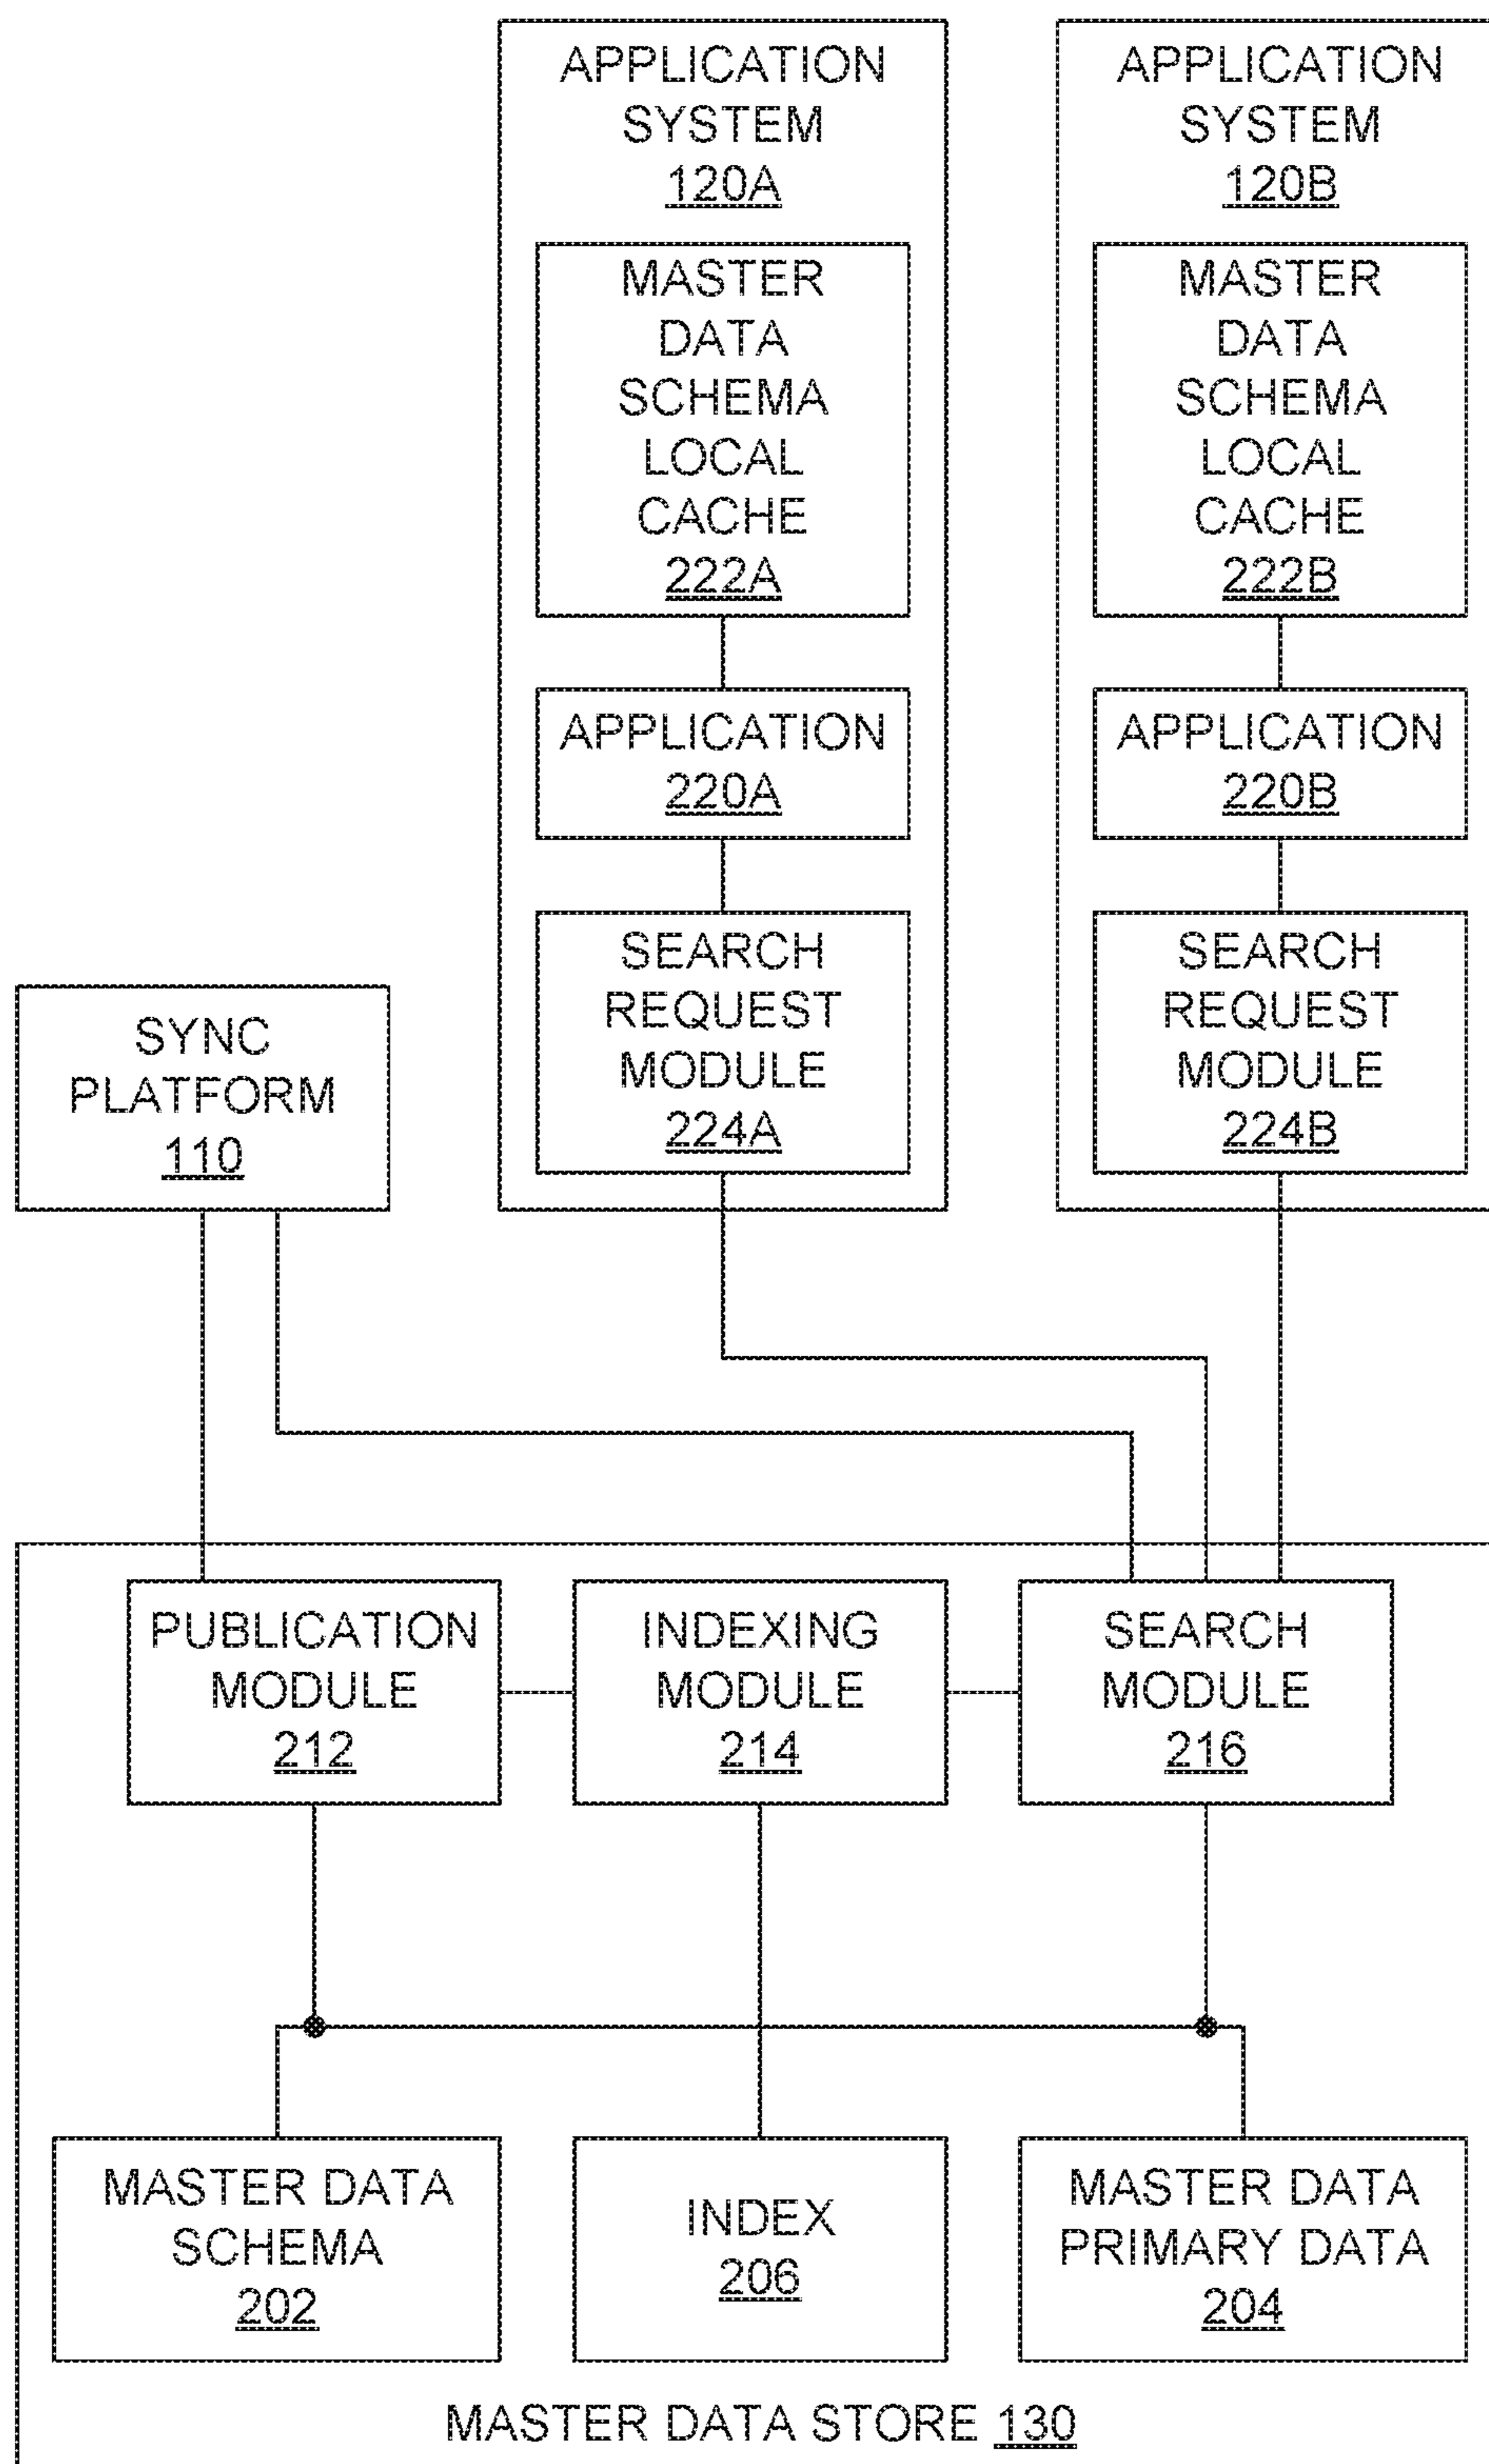 APPLICATION
SYSTEM
120A
MASTER
DATA
SCHEMA
LOCAL
CACHE
222A
APPLICATION
220A
SEARCH
REQUEST
MODULE
224A
APPLICATION
SYSTEM
120B
MASTER
DATA
SCHEMA
LOCAL
CACHE
222B
APPLICATION
220B
SEARCH
REQUEST
MODULE
224B
SYNC
PLATFORM
110
PUBLICATION
MODULE
212
INDEXING
MODULE
214
SEARCH
MODULE
216
MASTER DATA
SCHEMA
202
INDEX
206
MASTER DATA
PRIMARY DATA
204
MASTER DATA STORE 130